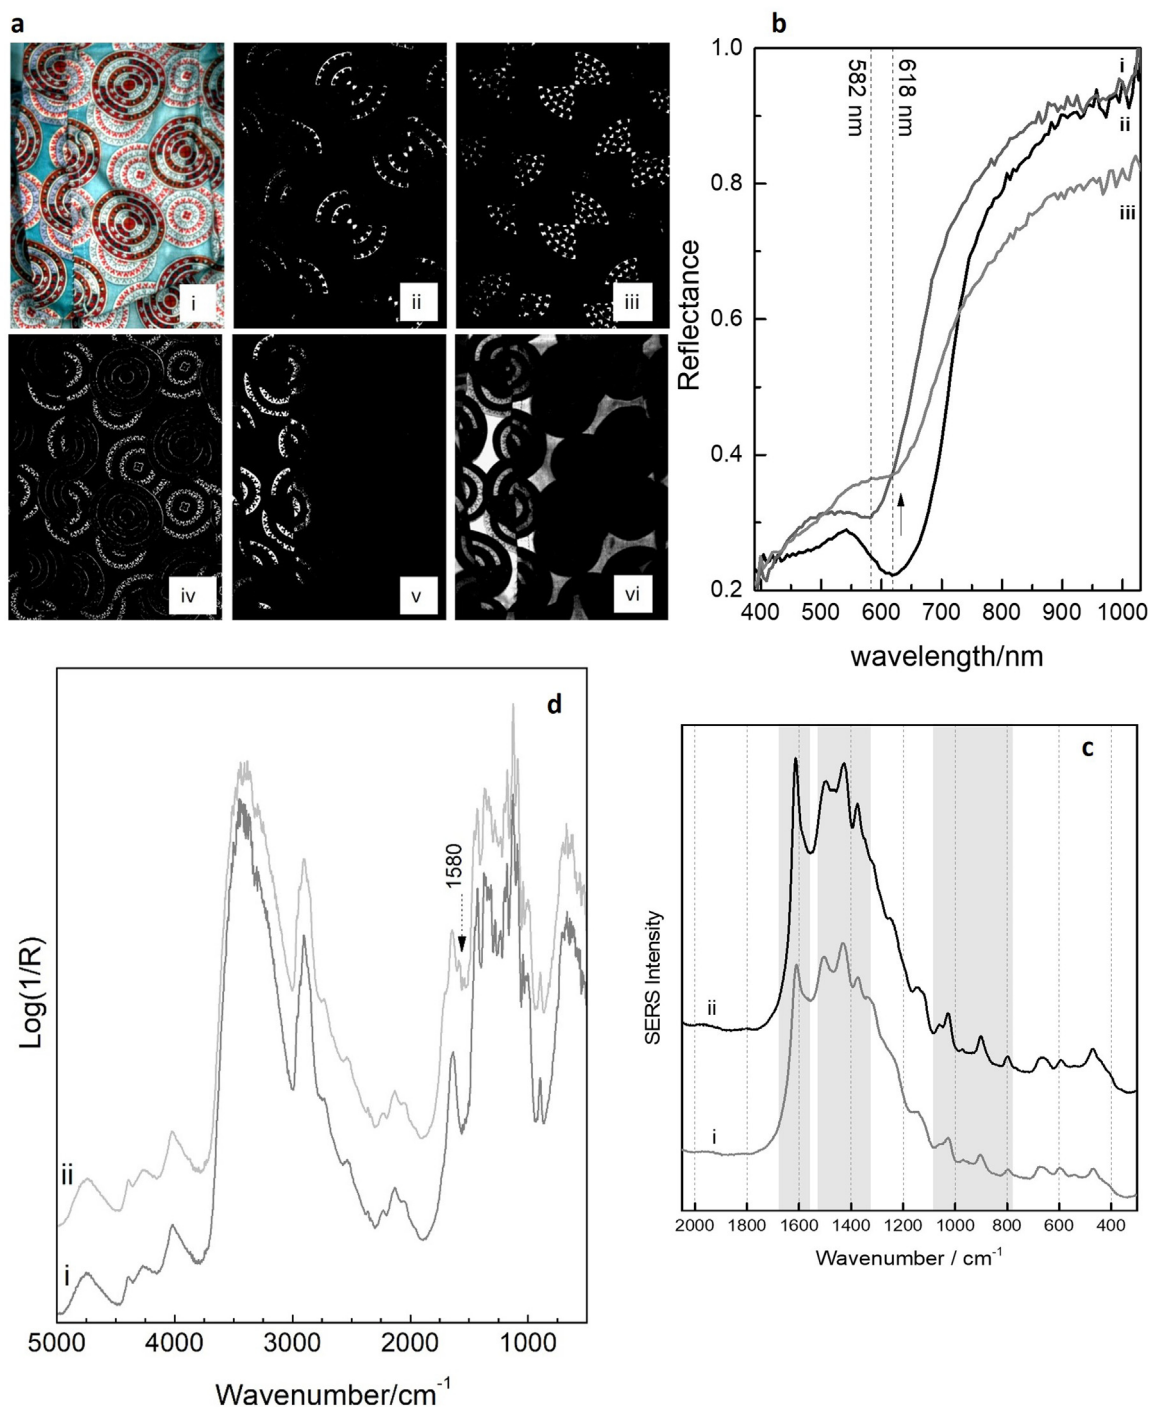 a
i
ii
iii
iv
v
vi
b
1.0
0.8
0.6
0.4
0.2
Reflectance
582 nm
618 nm
i
ii
iii
400 500 600 700 800 900 1000
wavelength/nm
d
1580
Log(1/R)
ii
i
5000 4000 3000 2000 1000
Wavenumber/cm-1
c
SERS Intensity
ii
i
2000 1800 1600 1400 1200 1000 800 600 400
Wavenumber / cm-1